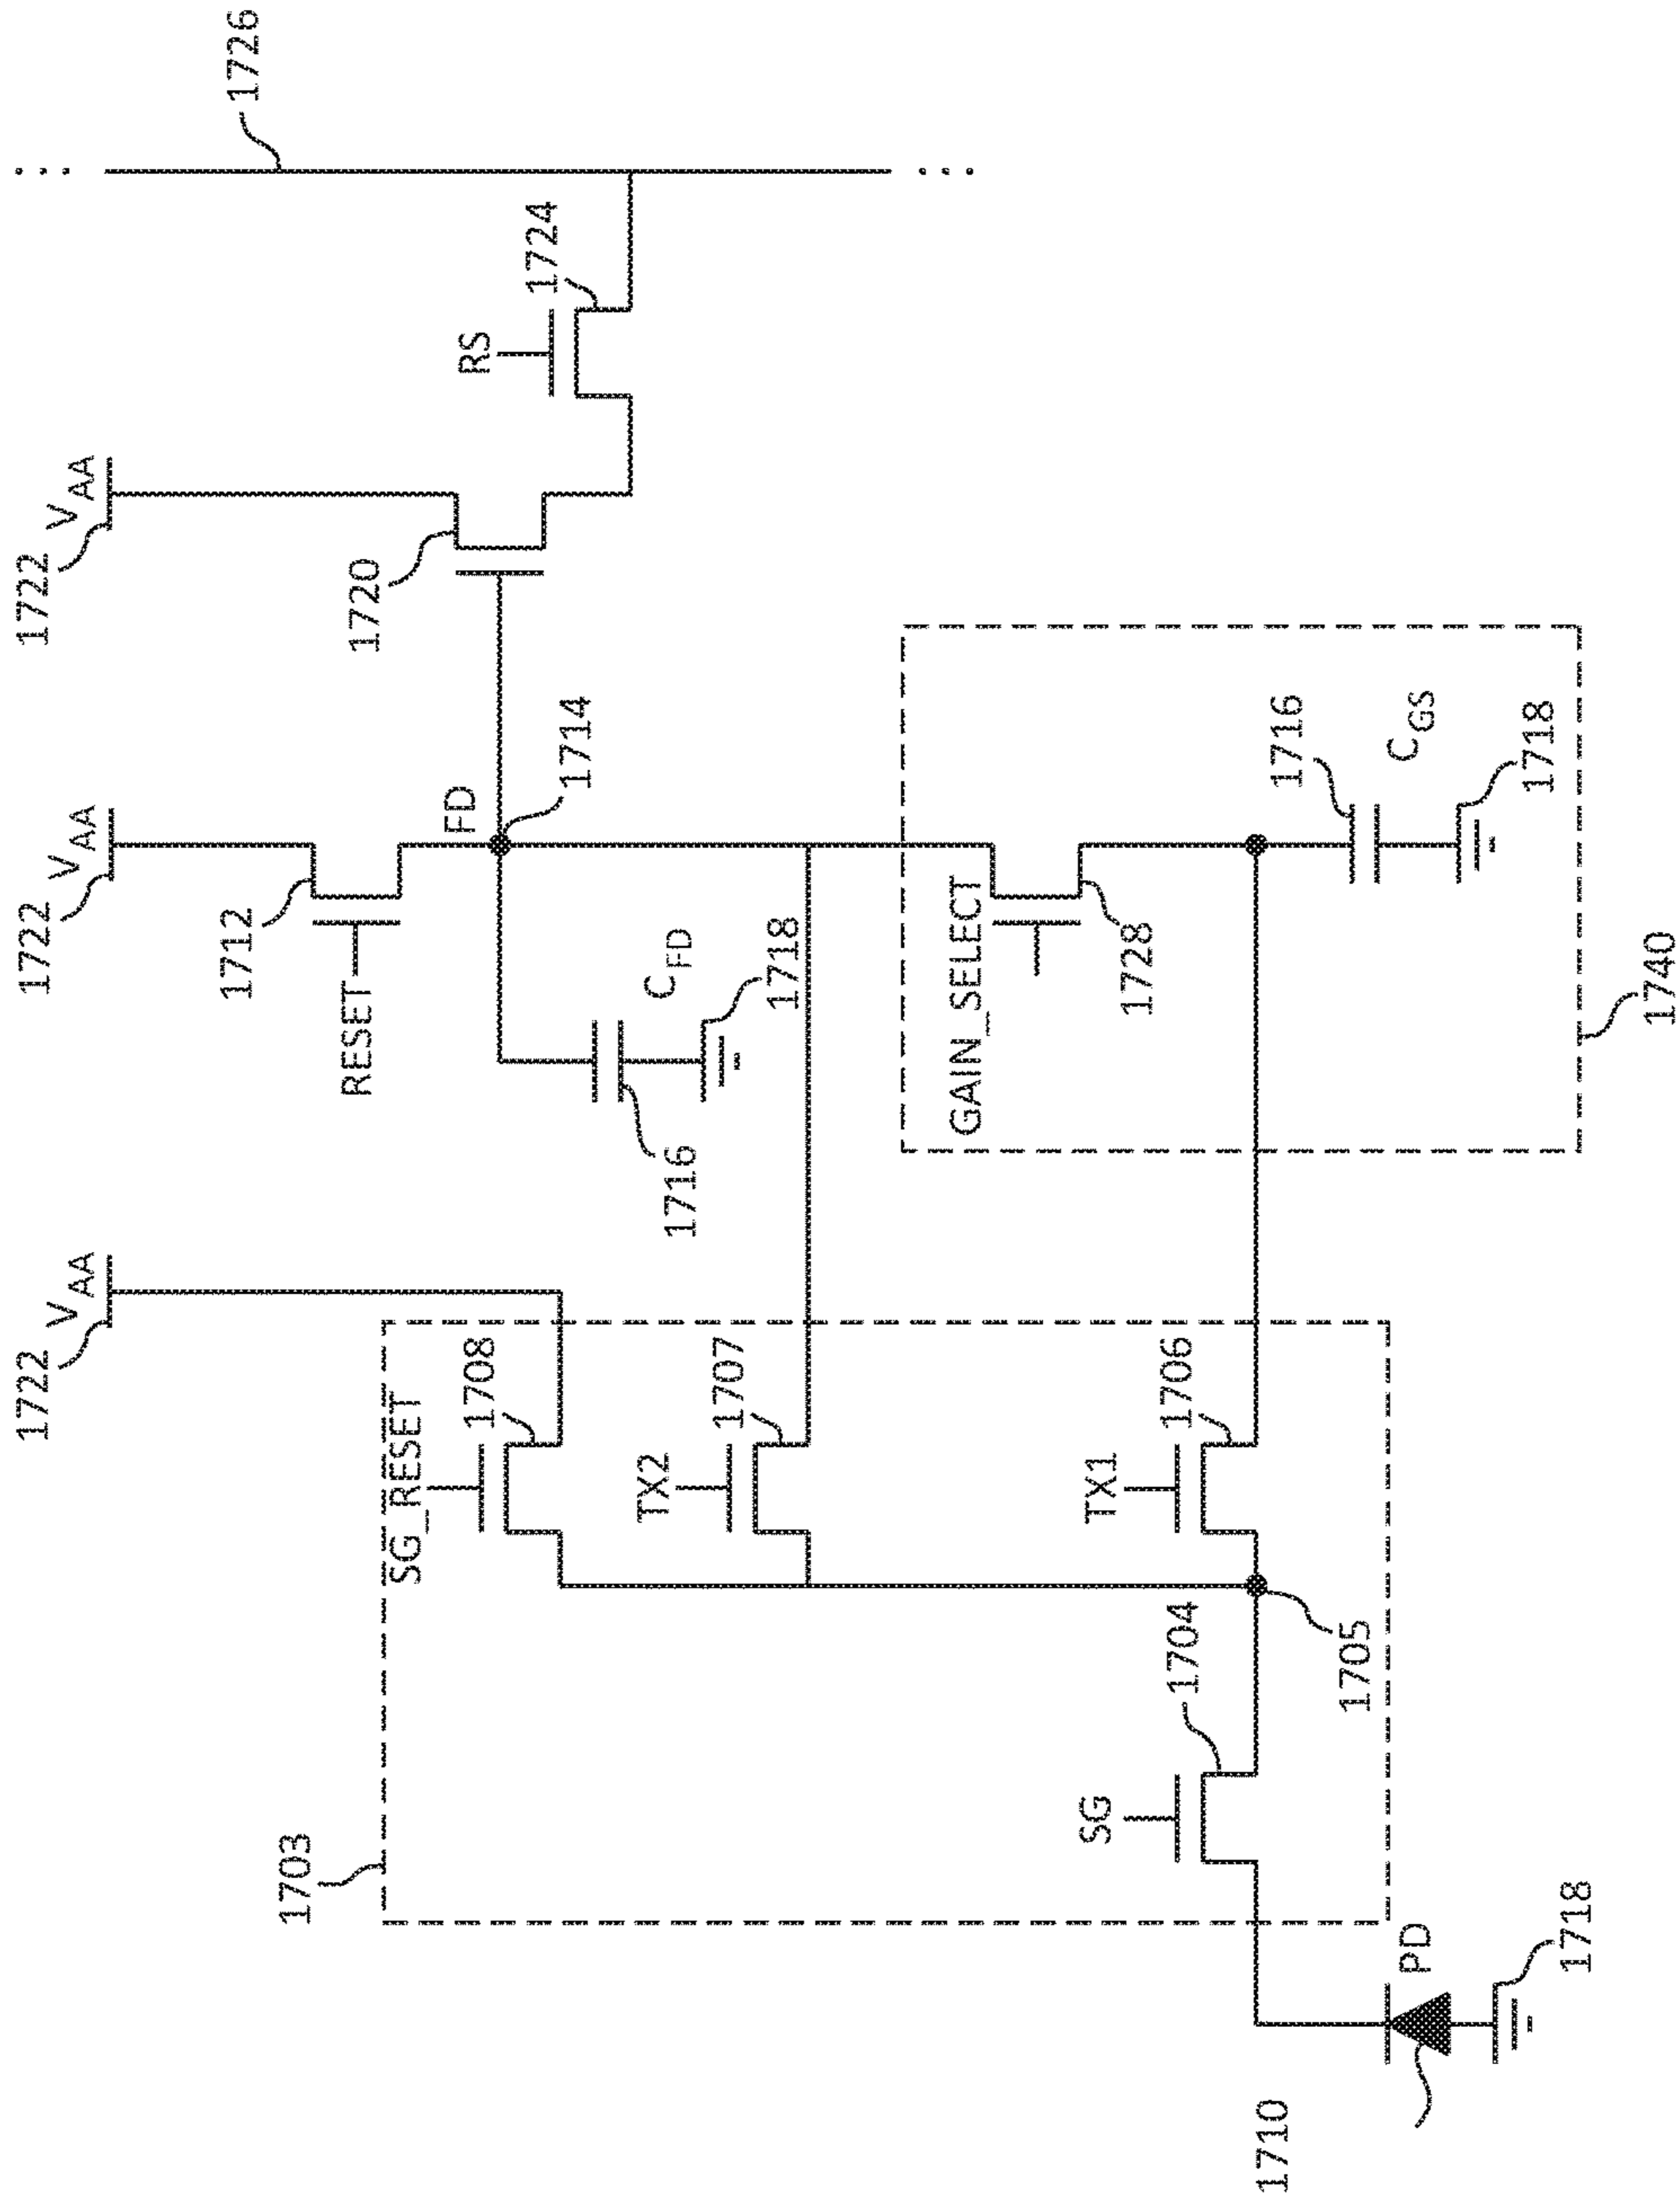 1722
VAA
1722
VAA
1722
VAA
1726
1703
SG_RESET
1708
RESET
1712
FD
1714
1720
RS
1724
TX2
1707
1716
CFD
1718
SG
1704
TX1
1706
1705
GAIN_SELECT
1728
1716
CGS
1718
1740
1710
PD
1718